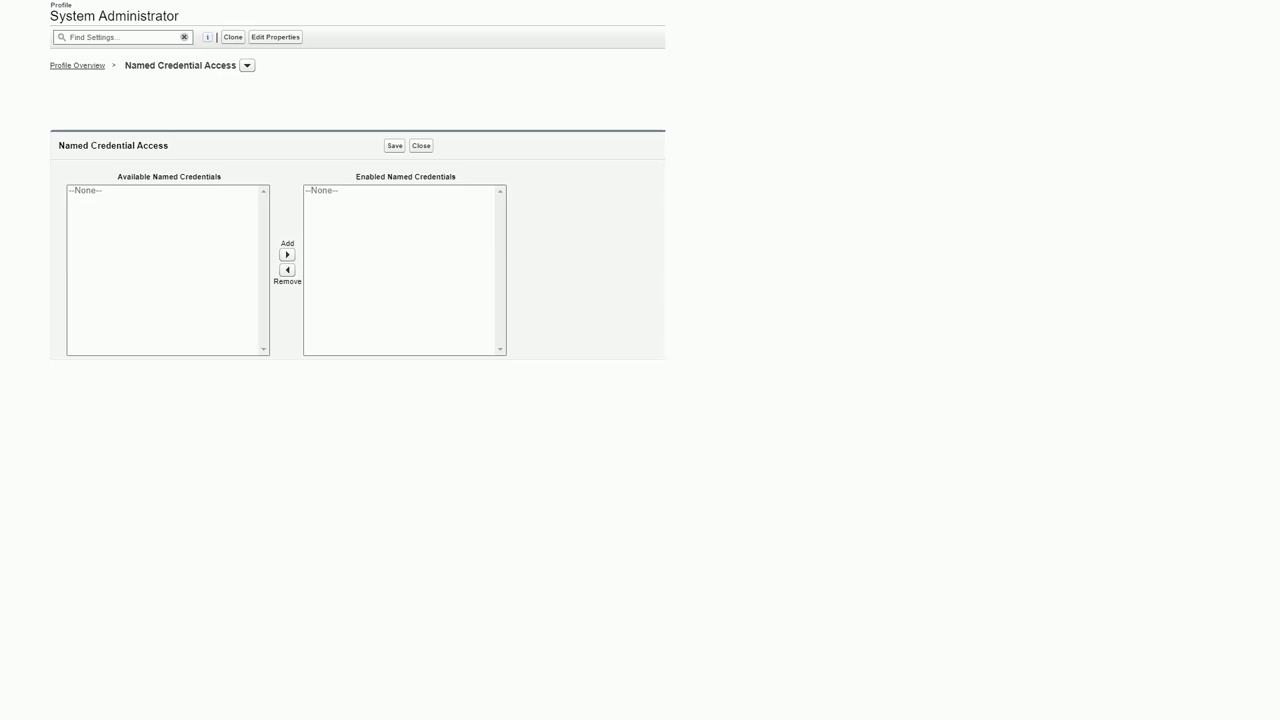 Profile
System Administrator
Find Settings... i | Clone Edit Properties
Profile Overview > Named Credential Access
Named Credential Access Save Close
Available Named Credentials Enabled Named Credentials
--None-- --None--
Add
Remove